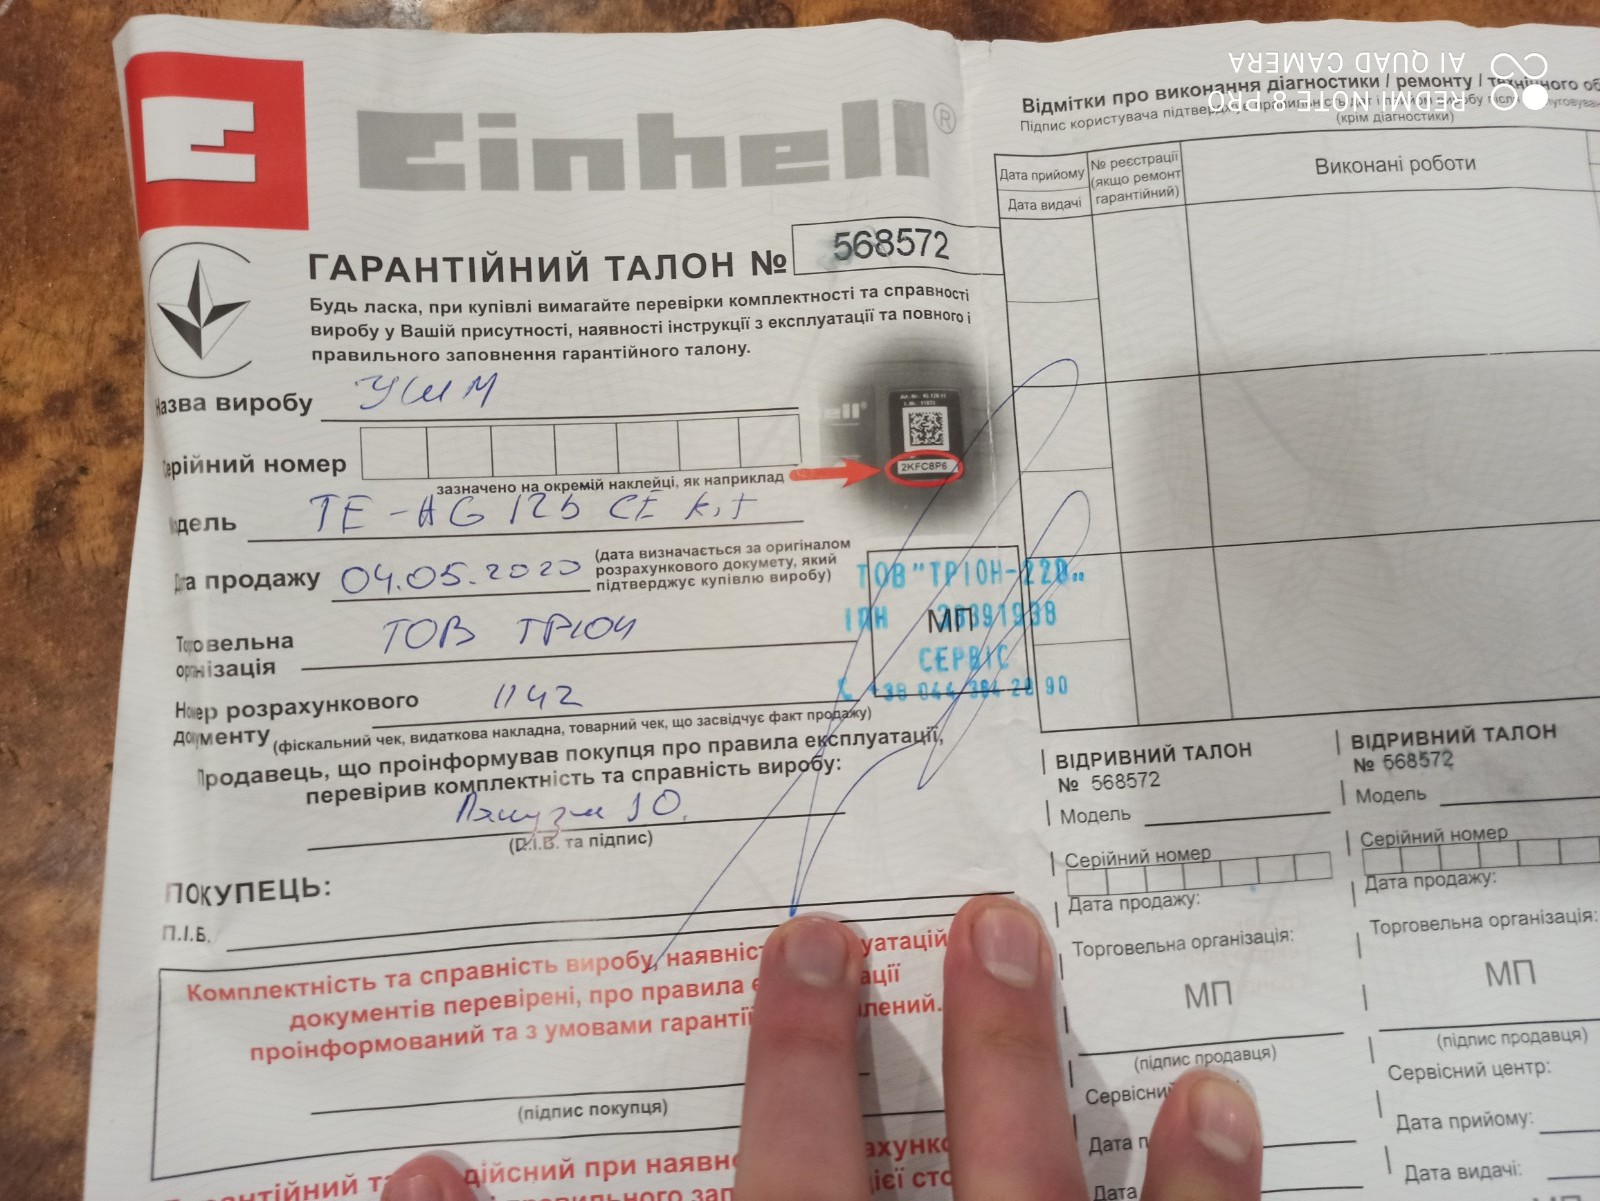 Einhell®
ГАРАНТІЙНИЙ ТАЛОН № 568572
Будь ласка, при купівлі вимагайте перевірки комплектності та справності
виробу у Вашій присутності, наявності інструкції з експлуатації та повного і
правильного заповнення гарантійного талону.
Назва виробу УШМ
Серійний номер
зазначено на окремій наклейці, як наприклад
2KFC8P6
Модель TE-AG 125 CE Kit
Дата продажу 04.05.2020
(дата визначається за оригіналом
розрахункового докумету, який
підтверджує купівлю виробу)
Торговельна
організація ТОВ ТРІОН
ТОВ "ТРІОН-220"
ІПН МП
СЕРВІС
Номер розрахункового
документу 1142
(фіскальний чек, видаткова накладна, товарний чек, що засвідчує факт продажу)
Продавець, що проінформував покупця про правила експлуатації,
перевірив комплектність та справність виробу:
(П.І.Б. та підпис)
ПОКУПЕЦЬ:
П.І.Б.
Комплектність та справність виробу,
документів перевірені, про правила
проінформований та з умовами
(підпис покупця)
дійсний при
Відмітки про виконання діагностики / ремонту / технічного
Підпис користувача
(крім діагностики)
Дата прийому
Дата видачі
№ реєстрації
(якщо ремонт
гарантійний)
Виконані роботи
ВІДРИВНИЙ ТАЛОН
№ 568572
Модель
Серійний номер
Дата продажу:
Торговельна організація:
МП
(підпис продавця)
Дата
ВІДРИВНИЙ ТАЛОН
№ 568572
Модель
Серійний номер
Дата продажу:
Торговельна організація:
МП
(підпис продавця)
Сервісний центр:
Дата прийому:
Дата видачі:
МП
REDMI NOTE 8 PRO
AI QUAD CAMERA